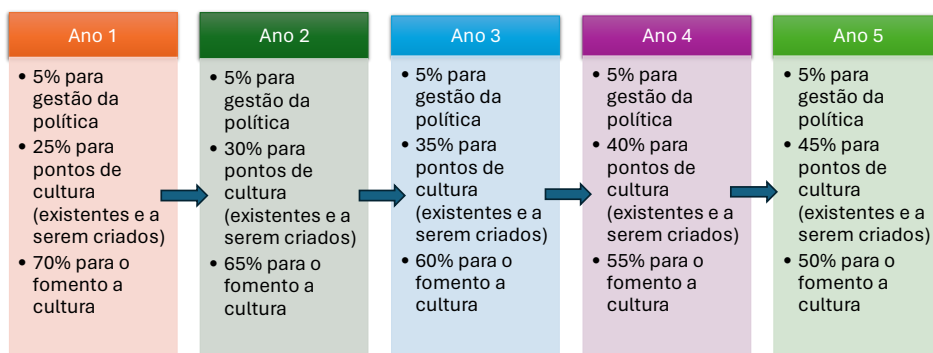 Ano 1
• 5% para
gestão da
política
• 25% para
pontos de
cultura
(existentes e a
serem criados)
• 70% para o
fomento a
cultura
Ano 2
• 5% para
gestão da
política
• 30% para
pontos de
cultura
(existentes e a
serem criados)
• 65% para o
fomento a
cultura
Ano 3
• 5% para
gestão da
política
• 35% para
pontos de
cultura
(existentes e a
serem criados)
• 60% para o
fomento a
cultura
Ano 4
• 5% para
gestão da
política
• 40% para
pontos de
cultura
(existentes e a
serem criados)
• 55% para o
fomento a
cultura
Ano 5
• 5% para
gestão da
política
• 45% para
pontos de
cultura
(existentes e a
serem criados)
• 50% para o
fomento a
cultura